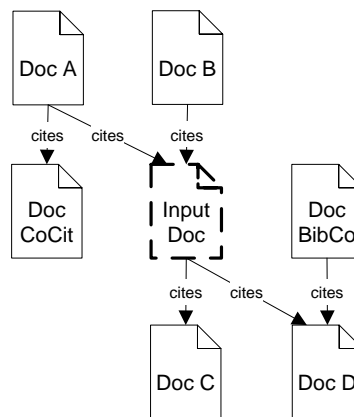 Doc A
Doc B
cites
cites
cites
Doc
CoCit
Input
Doc
Doc
BibCo
cites
cites
cites
Doc C
Doc D